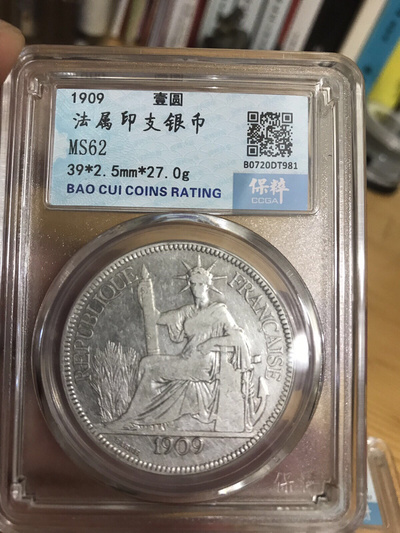 1909 壹圆
法属印支银币
MS62
B0720DT981
39*2.5mm*27.0g
BAO CUI COINS RATING
保粹
CCGA
REPUBLIQUE FRANÇAISE
1909